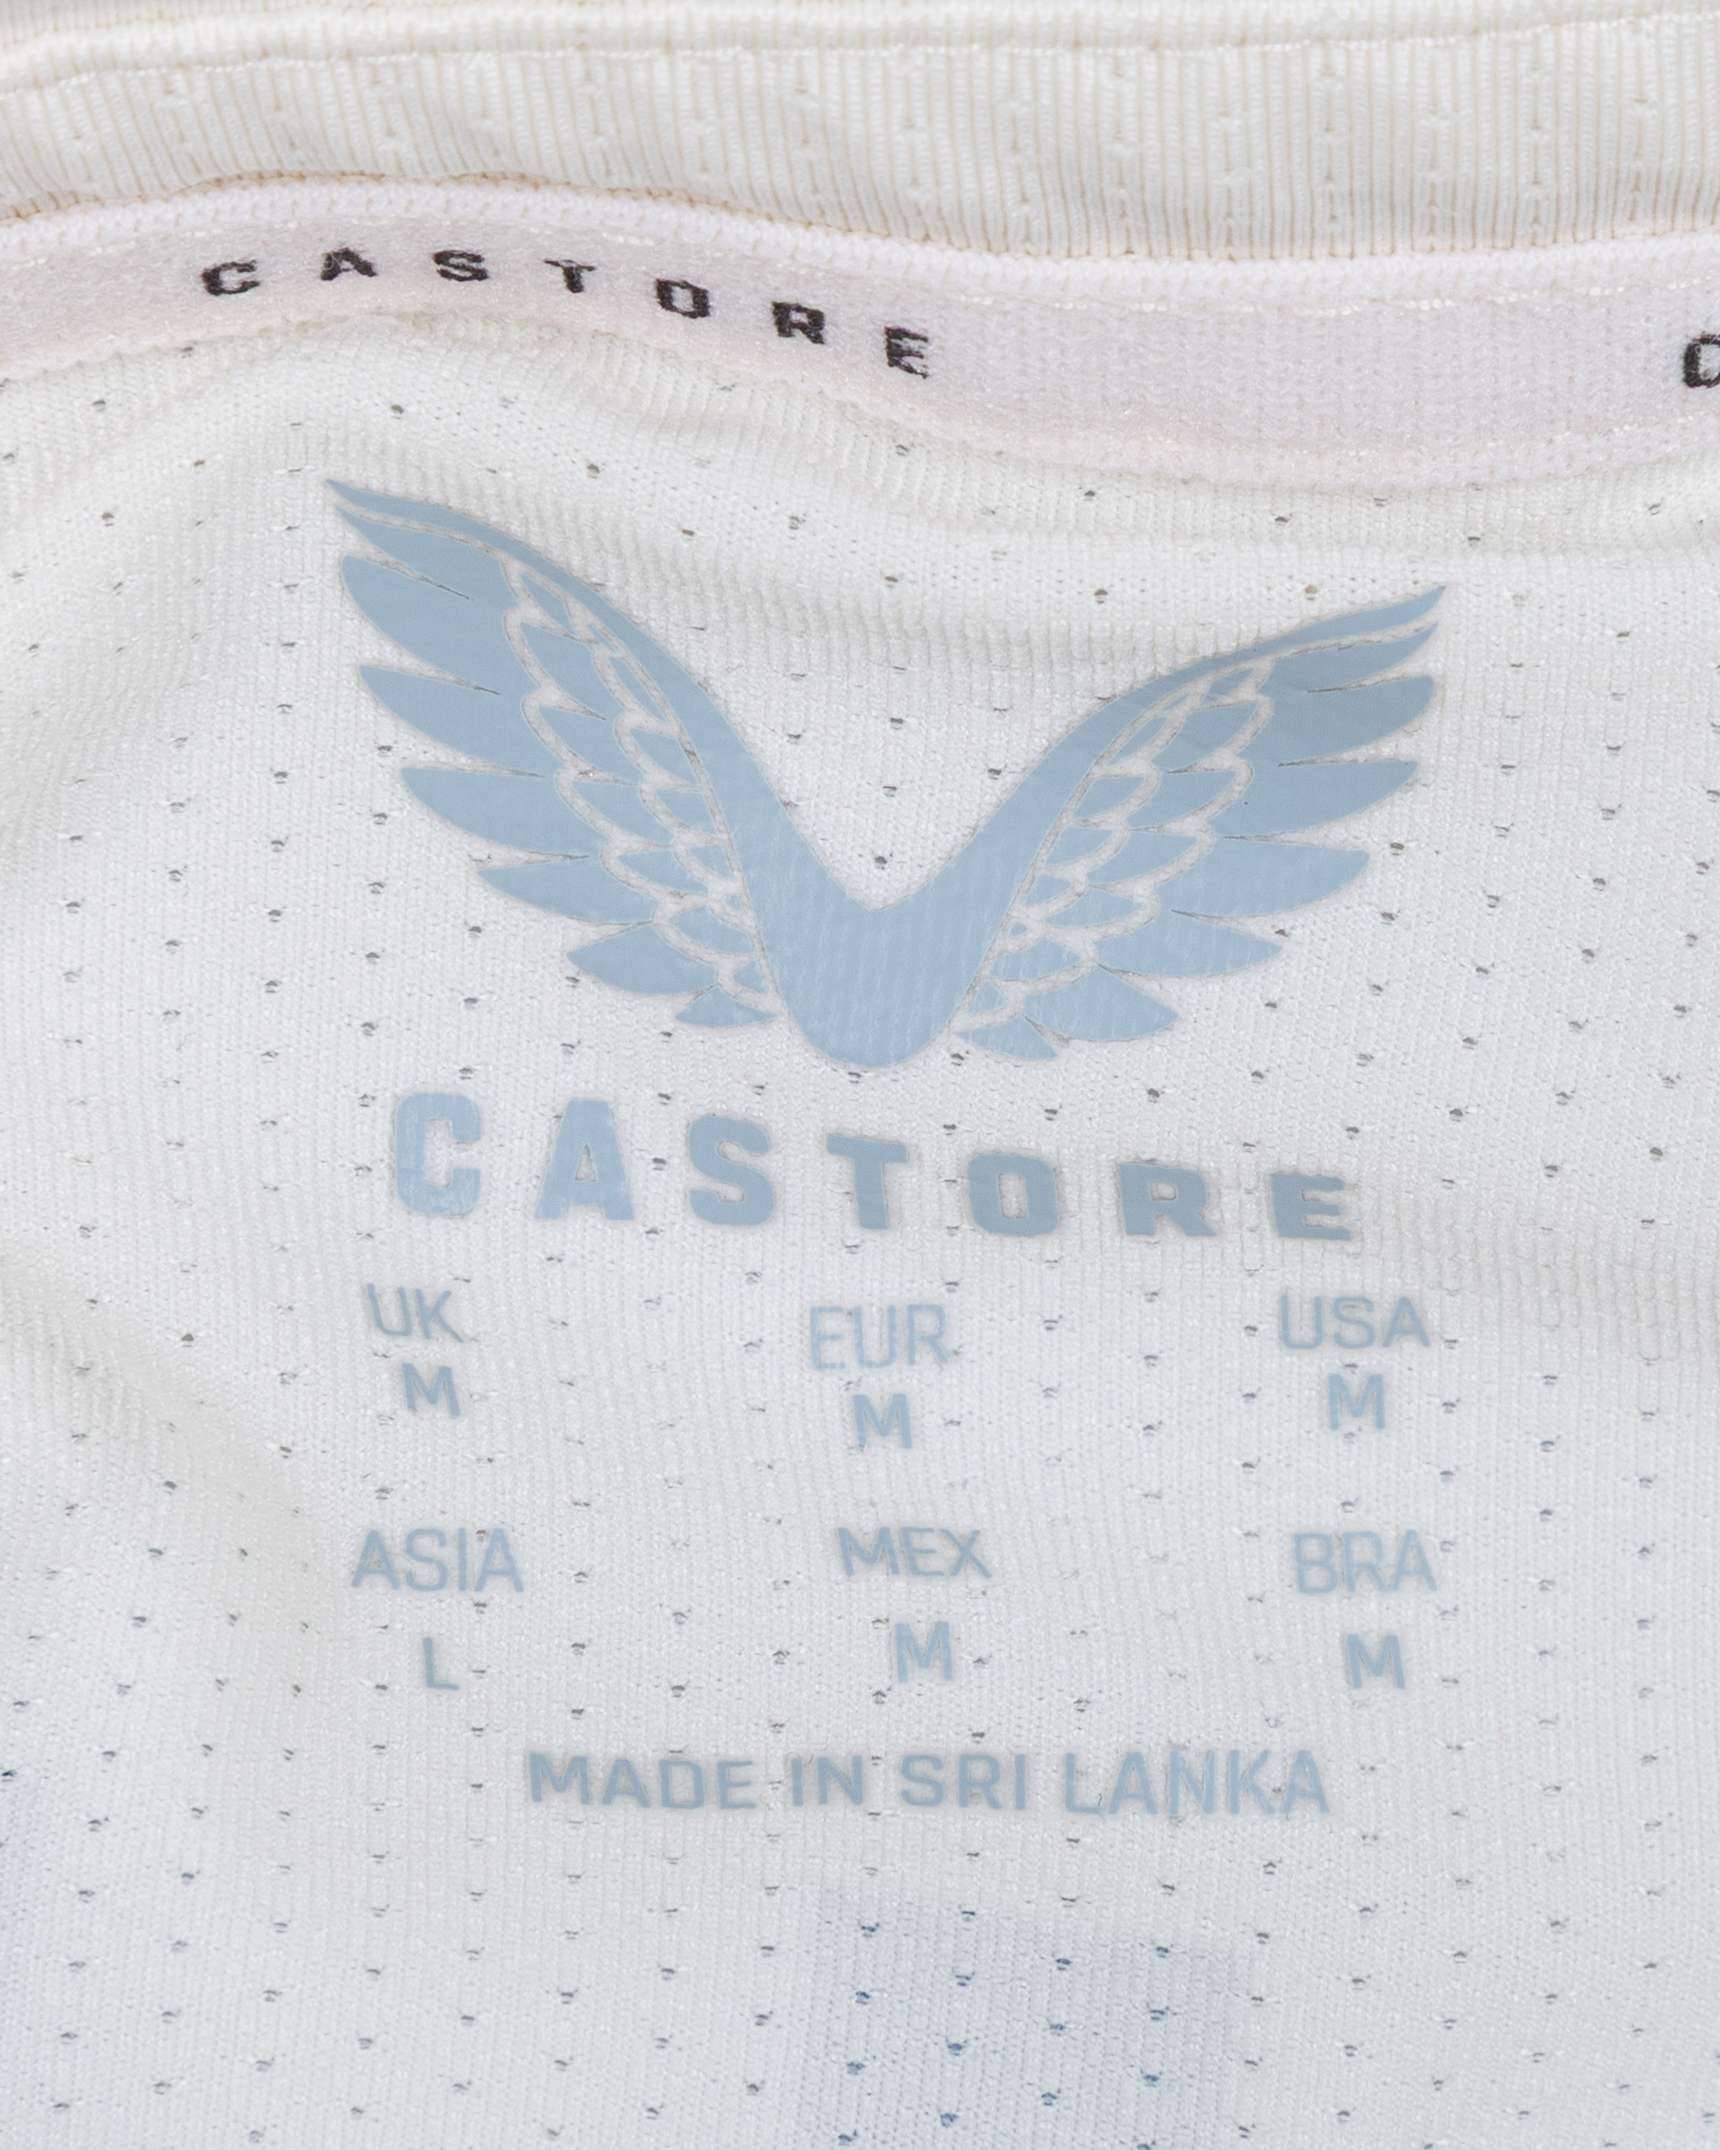 CASTORE
CASTORE
UK EUR USA
M M M
ASIA MEX BRA
L M M
MADE IN SRI LANKA